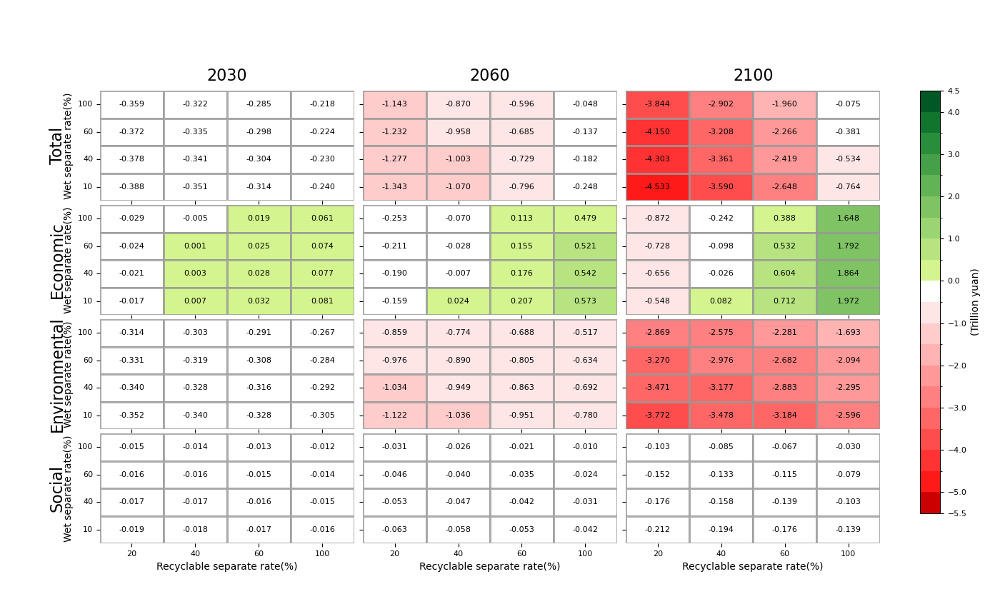 2030 2060 2100
Total
Wet separate rate(%)
100 -0.359 -0.322 -0.285 -0.218 -1.143 -0.870 -0.596 -0.048 -3.844 -2.902 -1.960 -0.075
60 -0.372 -0.335 -0.298 -0.224 -1.232 -0.958 -0.685 -0.137 -4.150 -3.208 -2.266 -0.381
40 -0.378 -0.341 -0.304 -0.230 -1.277 -1.003 -0.729 -0.182 -4.303 -3.361 -2.419 -0.534
10 -0.388 -0.351 -0.314 -0.240 -1.343 -1.070 -0.796 -0.248 -4.533 -3.590 -2.648 -0.764
Economic
Wet separate rate(%)
100 -0.029 -0.005 0.019 0.061 -0.253 -0.070 0.113 0.479 -0.872 -0.242 0.388 1.648
60 -0.024 0.001 0.025 0.074 -0.211 -0.028 0.155 0.521 -0.728 -0.098 0.532 1.792
40 -0.021 0.003 0.028 0.077 -0.190 -0.007 0.176 0.542 -0.656 -0.026 0.604 1.864
10 -0.017 0.007 0.032 0.081 -0.159 0.024 0.207 0.573 -0.548 0.082 0.712 1.972
Environmental
Wet separate rate(%)
100 -0.314 -0.303 -0.291 -0.267 -0.859 -0.774 -0.688 -0.517 -2.869 -2.575 -2.281 -1.693
60 -0.331 -0.319 -0.308 -0.284 -0.976 -0.890 -0.805 -0.634 -3.270 -2.976 -2.682 -2.094
40 -0.340 -0.328 -0.316 -0.292 -1.034 -0.949 -0.863 -0.692 -3.471 -3.177 -2.883 -2.295
10 -0.352 -0.340 -0.328 -0.305 -1.122 -1.036 -0.951 -0.780 -3.772 -3.478 -3.184 -2.596
Social
Wet separate rate(%)
100 -0.015 -0.014 -0.013 -0.012 -0.031 -0.026 -0.021 -0.010 -0.103 -0.085 -0.067 -0.030
60 -0.016 -0.016 -0.015 -0.014 -0.046 -0.040 -0.035 -0.024 -0.152 -0.133 -0.115 -0.079
40 -0.017 -0.017 -0.016 -0.015 -0.053 -0.047 -0.042 -0.031 -0.176 -0.158 -0.139 -0.103
10 -0.019 -0.018 -0.017 -0.016 -0.063 -0.058 -0.053 -0.042 -0.212 -0.194 -0.176 -0.139
20 40 60 100 20 40 60 100 20 40 60 100
Recyclable separate rate(%) Recyclable separate rate(%) Recyclable separate rate(%)
4.5
4.0
3.0
2.0
1.0
0.0
−1.0
−2.0
−3.0
−4.0
−5.0
−5.5
(Trillion yuan)